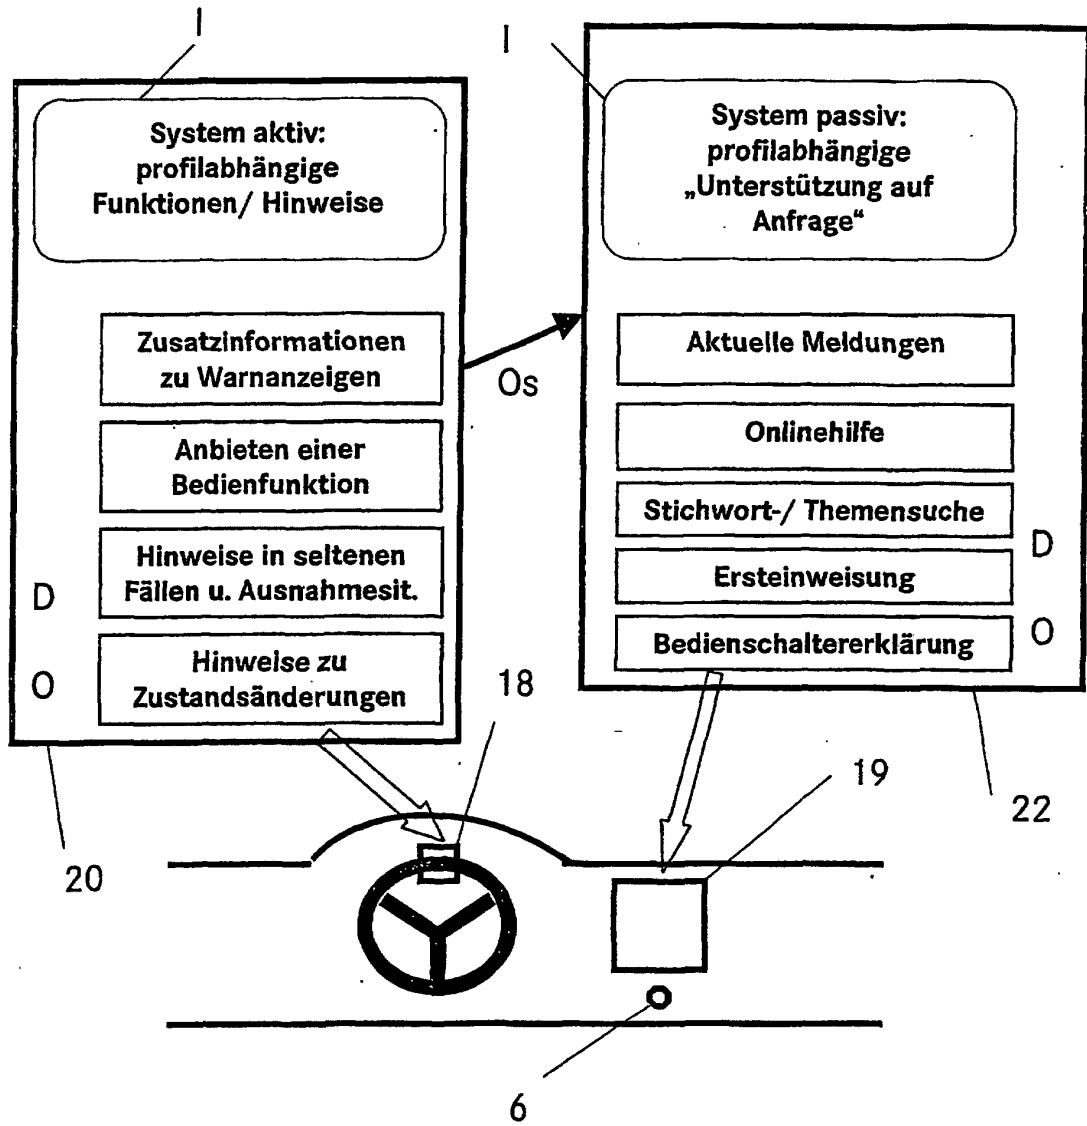 I
System aktiv:
profilabhängige
Funktionen/ Hinweise
Zusatzinformationen
zu Warnanzeigen
Anbieten einer
Bedienfunktion
Hinweise in seltenen
Fällen u. Ausnahmesit.
Hinweise zu
Zustandsänderungen
D
O
20
Os
I
System passiv:
profilabhängige
„Unterstützung auf
Anfrage“
Aktuelle Meldungen
Onlinehilfe
Stichwort-/ Themensuche
Ersteinweisung
Bedienschaltererklärung
D
O
22
18
19
6